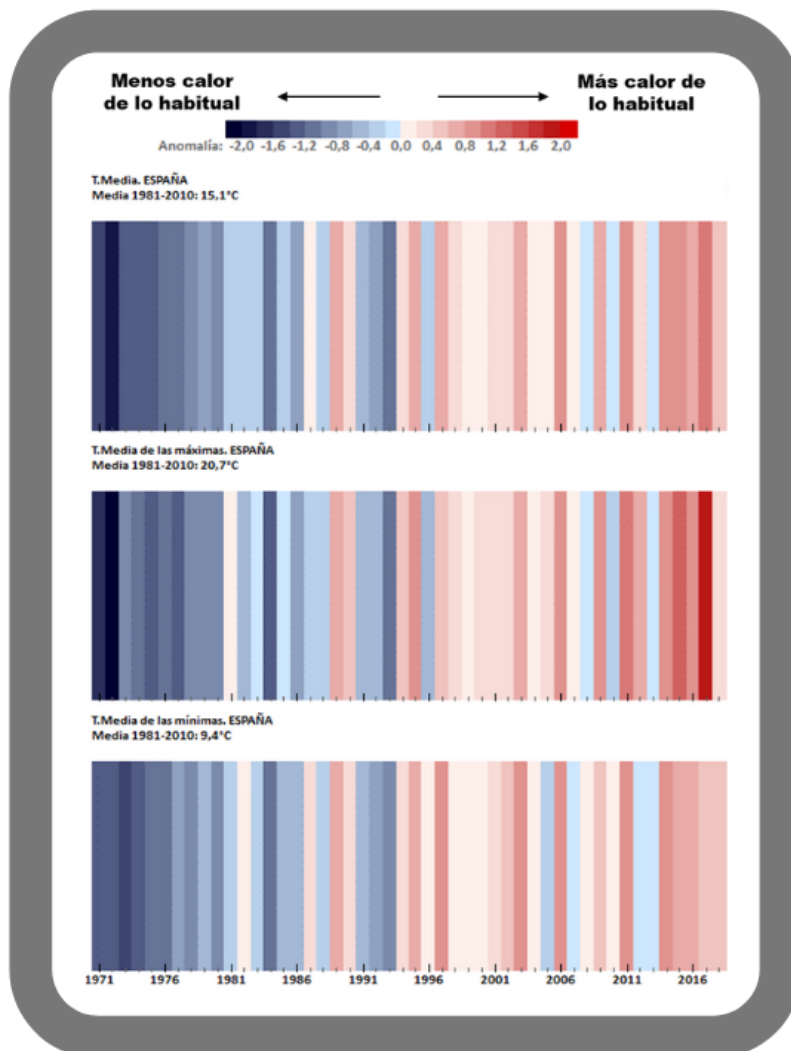 Menos calor
de lo habitual
Más calor de
lo habitual
Anomalía: -2,0 -1,6 -1,2 -0,8 -0,4 0,0 0,4 0,8 1,2 1,6 2,0
T.Media. ESPAÑA
Media 1981-2010: 15,1°C
T.Media de las máximas. ESPAÑA
Media 1981-2010: 20,7°C
T.Media de las mínimas. ESPAÑA
Media 1981-2010: 9,4°C
1971 1976 1981 1986 1991 1996 2001 2006 2011 2016